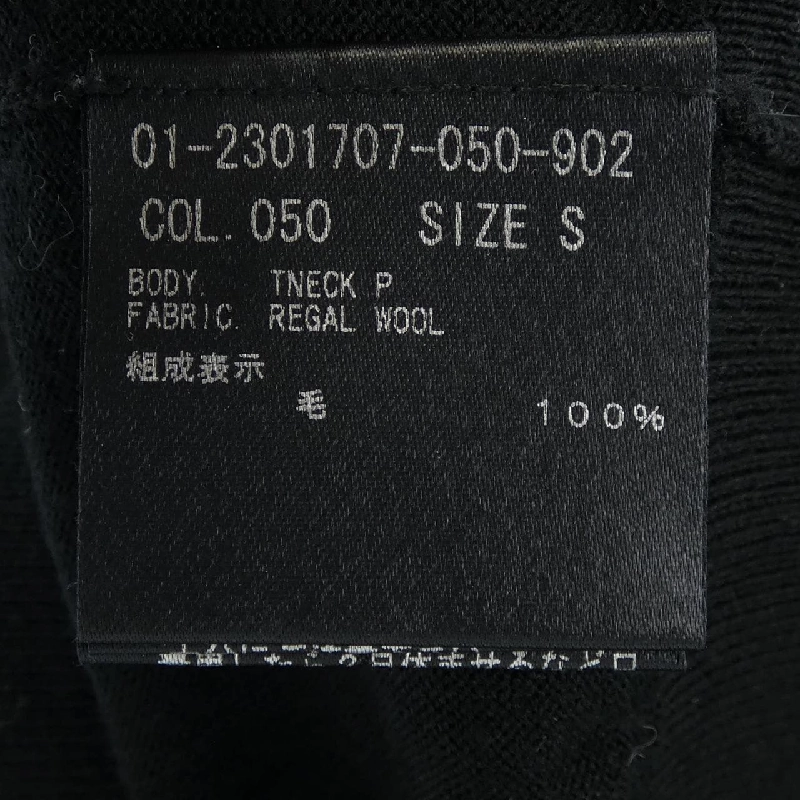 01-2301707-050-902
COL. 050 SIZE S
BODY. TNECK P
FABRIC. REGAL WOOL
組成表示
毛 100%